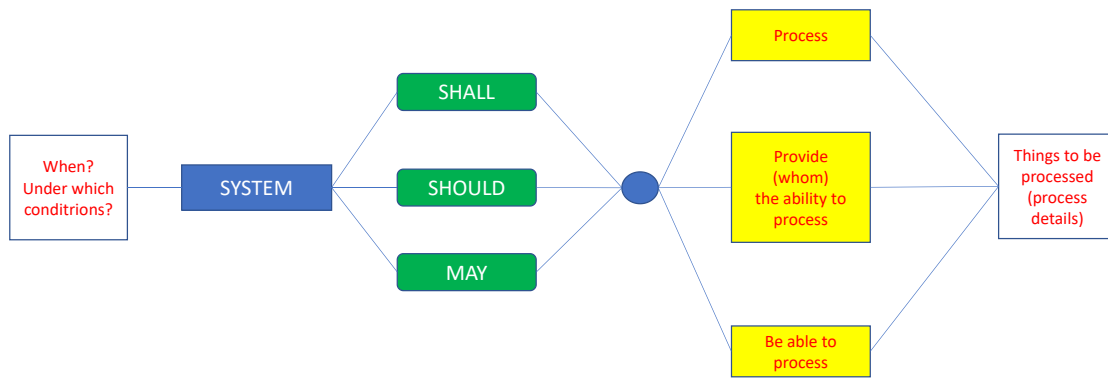 When?
Under which
conditrions?
SYSTEM
SHALL
SHOULD
MAY
Process
Provide
(whom)
the ability to
process
Be able to
process
Things to be
processed
(process
details)